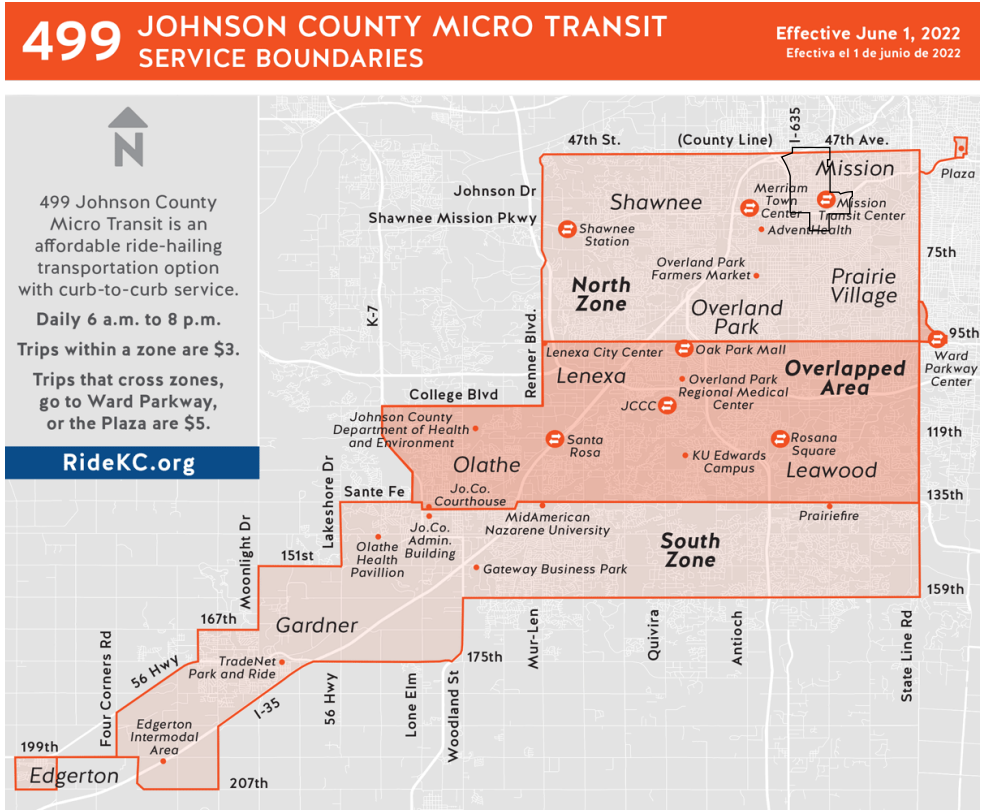 499 JOHNSON COUNTY MICRO TRANSIT
SERVICE BOUNDARIES
Effective June 1, 2022
Efectiva el 1 de junio de 2022
N
499 Johnson County
Micro Transit is an
affordable ride-hailing
transportation option
with curb-to-curb service.
Daily 6 a.m. to 8 p.m.
Trips within a zone are $3.
Trips that cross zones,
go to Ward Parkway,
or the Plaza are $5.
RideKC.org
47th St.
(County Line)
I-635
47th Ave.
Plaza
Mission
Johnson Dr
Shawnee Mission Pkwy
Shawnee
Merriam
Town
Center
Mission
Transit Center
AdventHealth
Shawnee
Station
75th
Overland Park
Farmers Market
North
Zone
Prairie
Village
Overland
Park
K-7
Renner Blvd.
95th
Ward
Parkway
Center
Lenexa City Center
Oak Park Mall
Lenexa
Overlapped
Area
Overland Park
Regional Medical
Center
College Blvd
JCCC
Johnson County
Department of Health
and Environment
119th
Santa
Rosa
Rosana
Square
KU Edwards
Campus
Olathe
Leawood
Lakeshore Dr
Sante Fe
Jo.Co.
Courthouse
135th
MidAmerican
Nazarene University
Prairiefire
Jo.Co.
Admin.
Building
Olathe
Health
Pavillion
Moonlight Dr
151st
South
Zone
Gateway Business Park
159th
167th
Gardner
Mur-Len
Quivira
Antioch
State Line Rd
175th
56 Hwy
TradeNet
Park and Ride
Four Corners Rd
I-35
56 Hwy
Lone Elm
Woodland St
Edgerton
Intermodal
Area
199th
Edgerton
207th